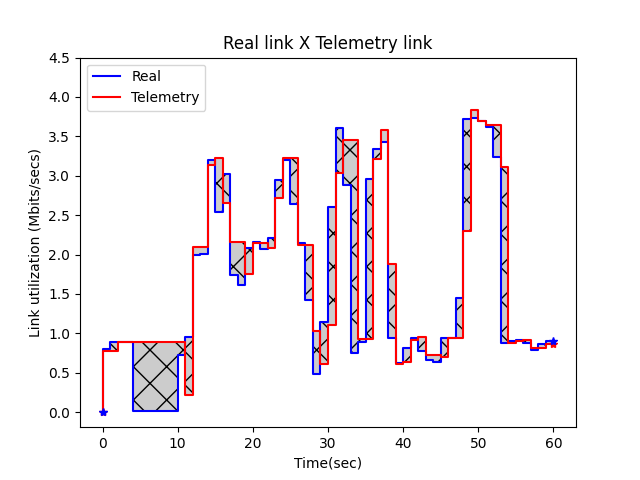 Real link X Telemetry link
4.5
4.0
3.5
3.0
2.5
2.0
1.5
1.0
0.5
0.0
Link utilization (Mbits/secs)
Real
Telemetry
0 10 20 30 40 50 60
Time(sec)